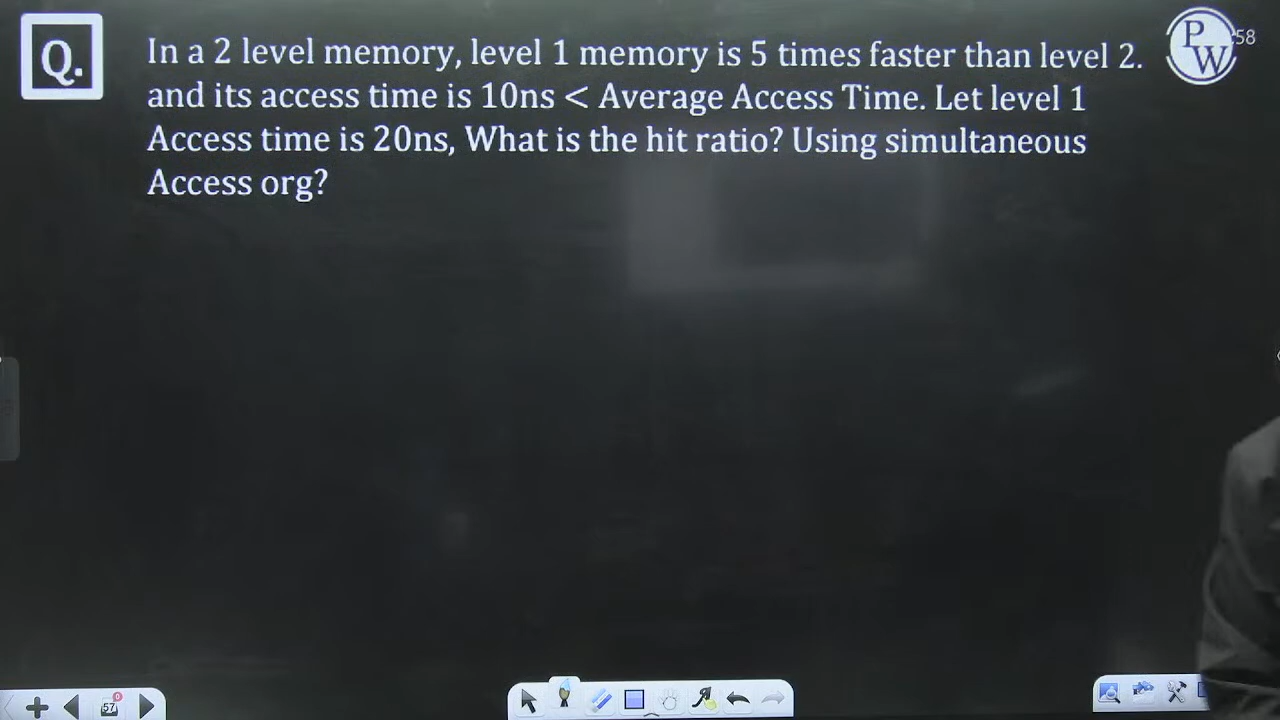 Q.
In a 2 level memory, level 1 memory is 5 times faster than level 2.
and its access time is 10ns < Average Access Time. Let level 1
Access time is 20ns, What is the hit ratio? Using simultaneous
Access org?
PW
58
0
57